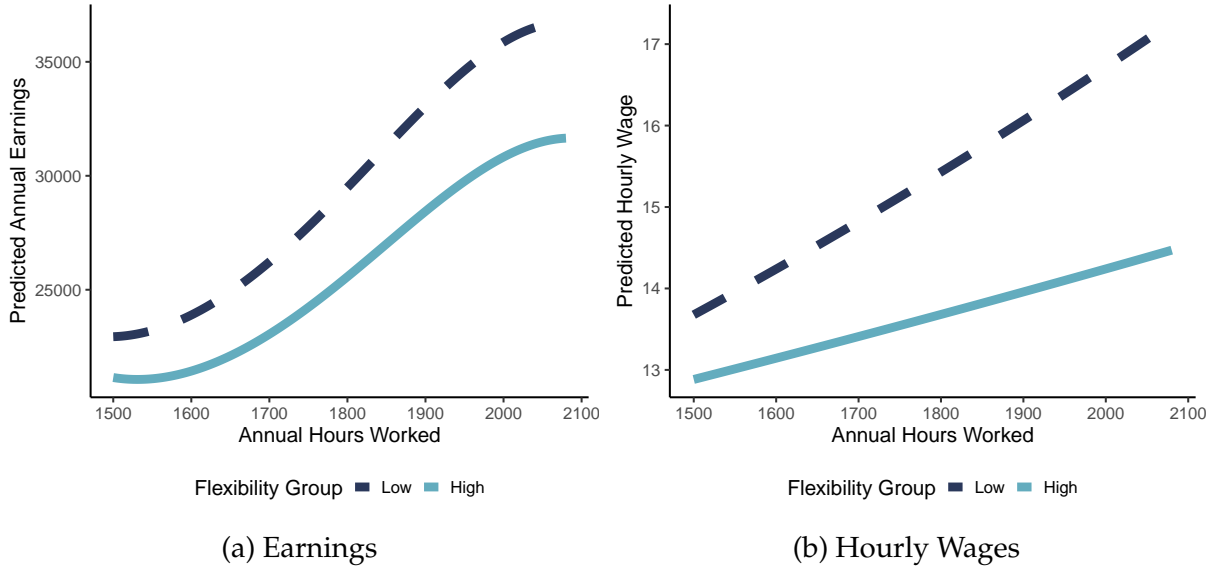 Predicted Annual Earnings
35000
30000
25000
1500 1600 1700 1800 1900 2000 2100
Annual Hours Worked
Flexibility Group Low High
(a) Earnings
Predicted Hourly Wage
17
16
15
14
13
1500 1600 1700 1800 1900 2000 2100
Annual Hours Worked
Flexibility Group Low High
(b) Hourly Wages